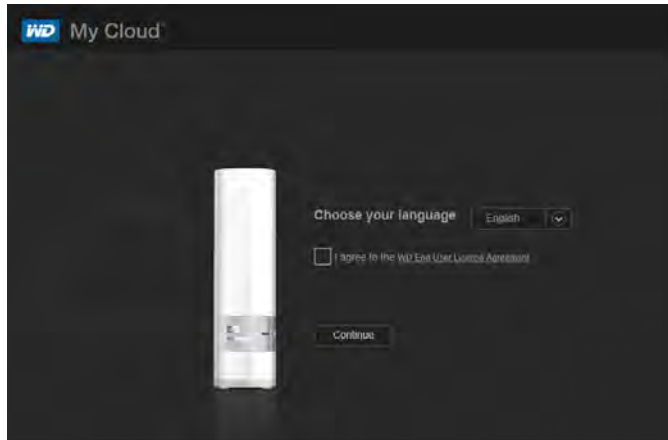 WD My Cloud
Choose your language English
I agree to the WD End User License Agreement
Continue